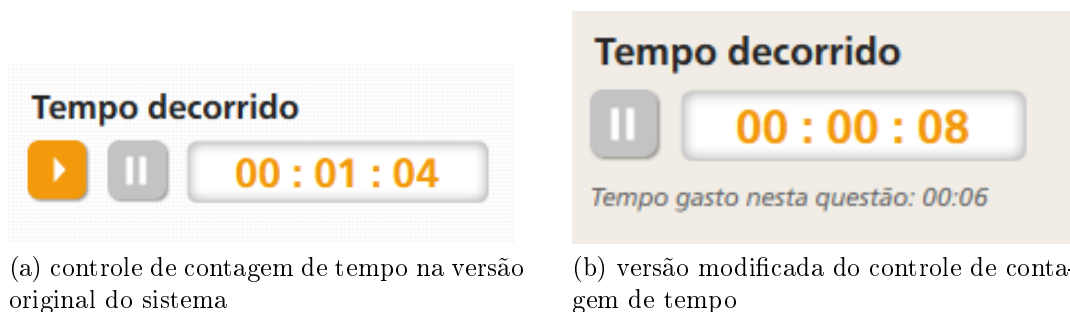 Tempo decorrido
00 : 01 : 04
(a) controle de contagem de tempo na versão
original do sistema
Tempo decorrido
00 : 00 : 08
Tempo gasto nesta questão: 00:06
(b) versão modificada do controle de conta-
gem de tempo